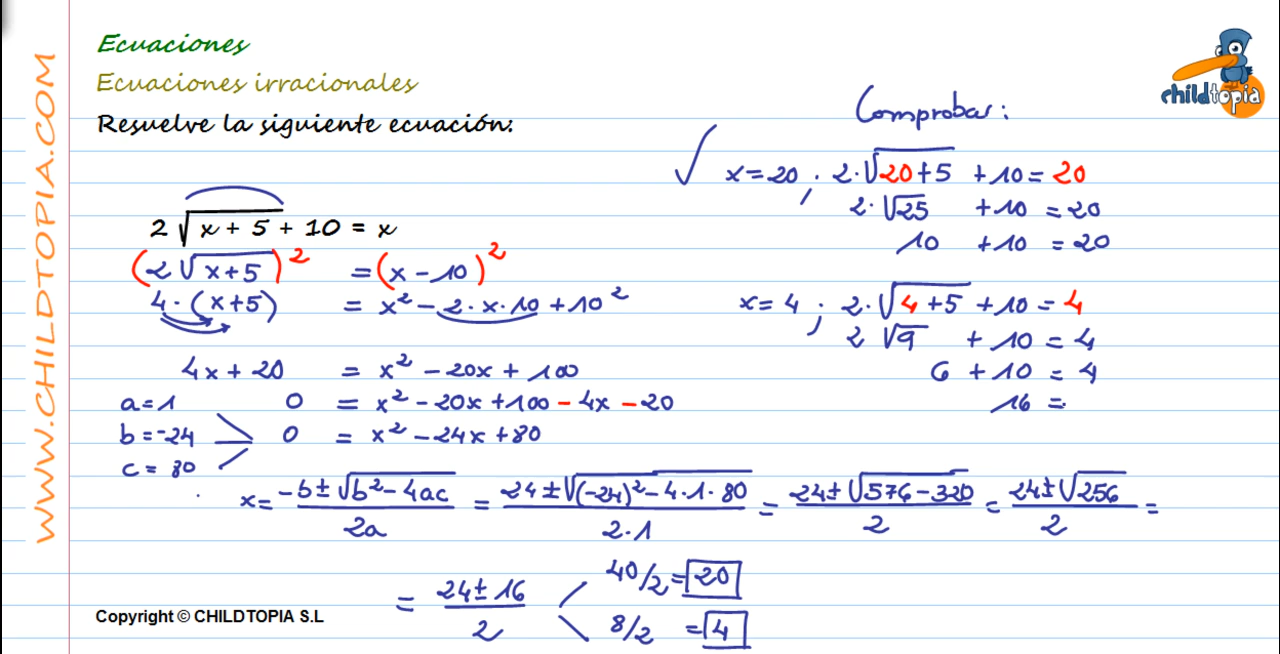 Ecuaciones
Ecuaciones irracionales
Resuelve la siguiente ecuación:
2 √(x + 5) + 10 = x
(2√(x+5))² = (x - 10)²
4 · (x+5) = x² - 2 · x · 10 + 10²
4x + 20 = x² - 20x + 100
a = 1 0 = x² - 20x + 100 - 4x - 20
b = -24 0 = x² - 24x + 80
c = 80
x = (-b ± √(b² - 4ac))/2a = (24 ± √((-24)² - 4 · 1 · 80))/(2 · 1) = (24 ± √(576 - 320))/2 = (24 ± √256)/2 =
= (24 ± 16)/2
40/2 = 20
8/2 = 4
Comprobar:
√ x = 20 ; 2 · √(20 + 5) + 10 = 20
2 · √25 + 10 = 20
10 + 10 = 20
x = 4 ; 2 · √(4 + 5) + 10 = 4
2 √9 + 10 = 4
6 + 10 = 4
16 =
childtopia
WWW.CHILDTOPIA.COM
Copyright © CHILDTOPIA S.L